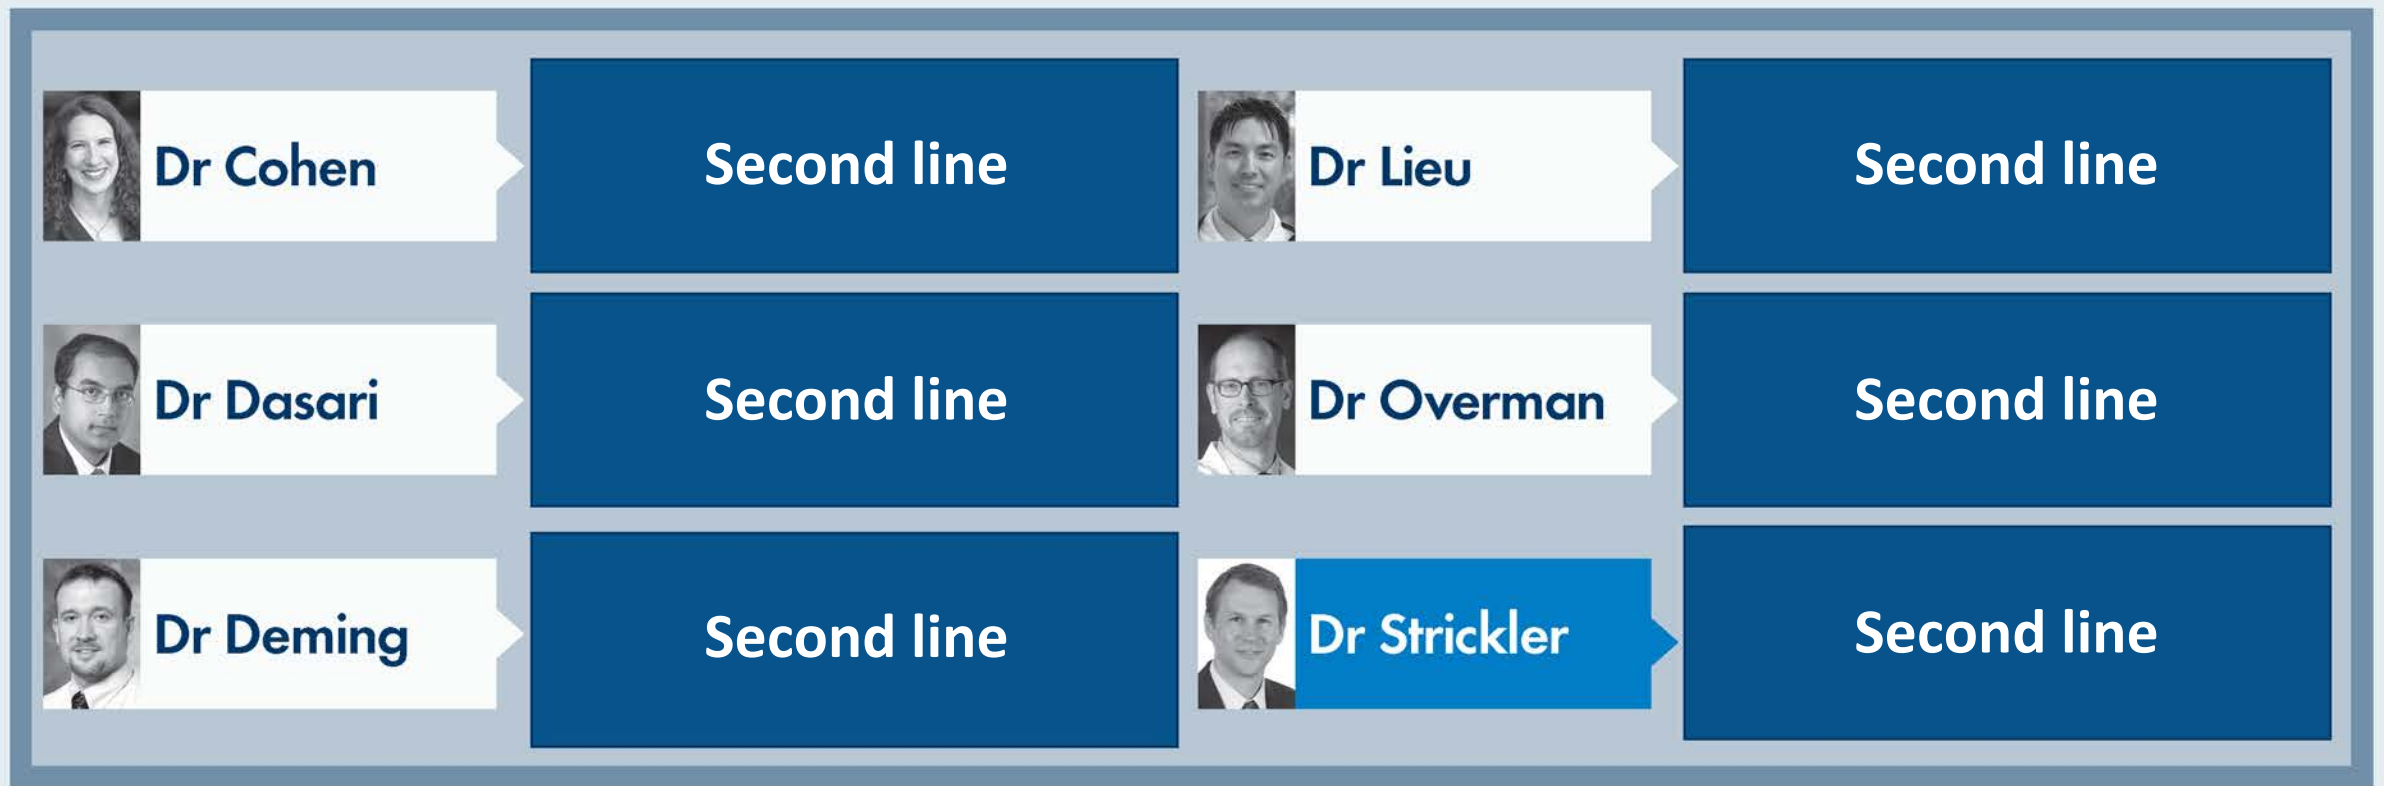 Dr Cohen
Second line
Dr Lieu
Second line
Dr Dasari
Second line
Dr Overman
Second line
Dr Deming
Second line
Dr Strickler
Second line